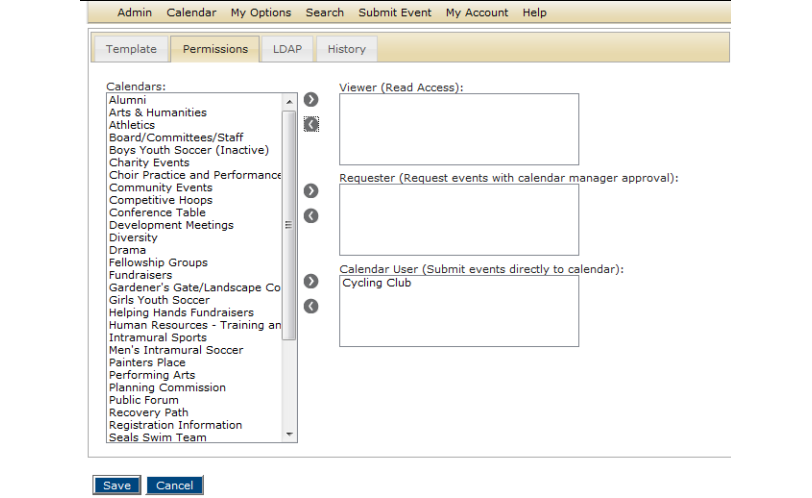 Admin Calendar My Options Search Submit Event My Account Help
Template Permissions LDAP History
Calendars:
Alumni
Arts & Humanities
Athletics
Board/Committees/Staff
Boys Youth Soccer (Inactive)
Charity Events
Choir Practice and Performance
Community Events
Competitive Hoops
Conference Table
Development Meetings
Diversity
Drama
Fellowship Groups
Fundraisers
Gardener's Gate/Landscape Co
Girls Youth Soccer
Helping Hands Fundraisers
Human Resources - Training an
Intramural Sports
Men's Intramural Soccer
Painters Place
Performing Arts
Planning Commission
Public Forum
Recovery Path
Registration Information
Seals Swim Team
Viewer (Read Access):
Requester (Request events with calendar manager approval):
Calendar User (Submit events directly to calendar):
Cycling Club
Save Cancel